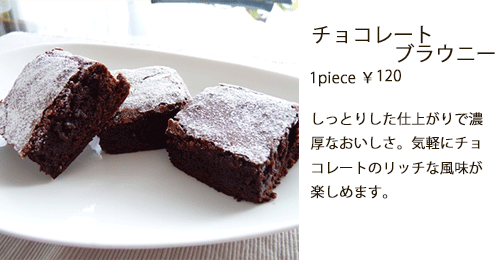 チョコレート
ブラウニー
1piece ￥120
しっとりした仕上がりで濃
厚なおいしさ。気軽にチョ
コレートのリッチな風味が
楽しめます。